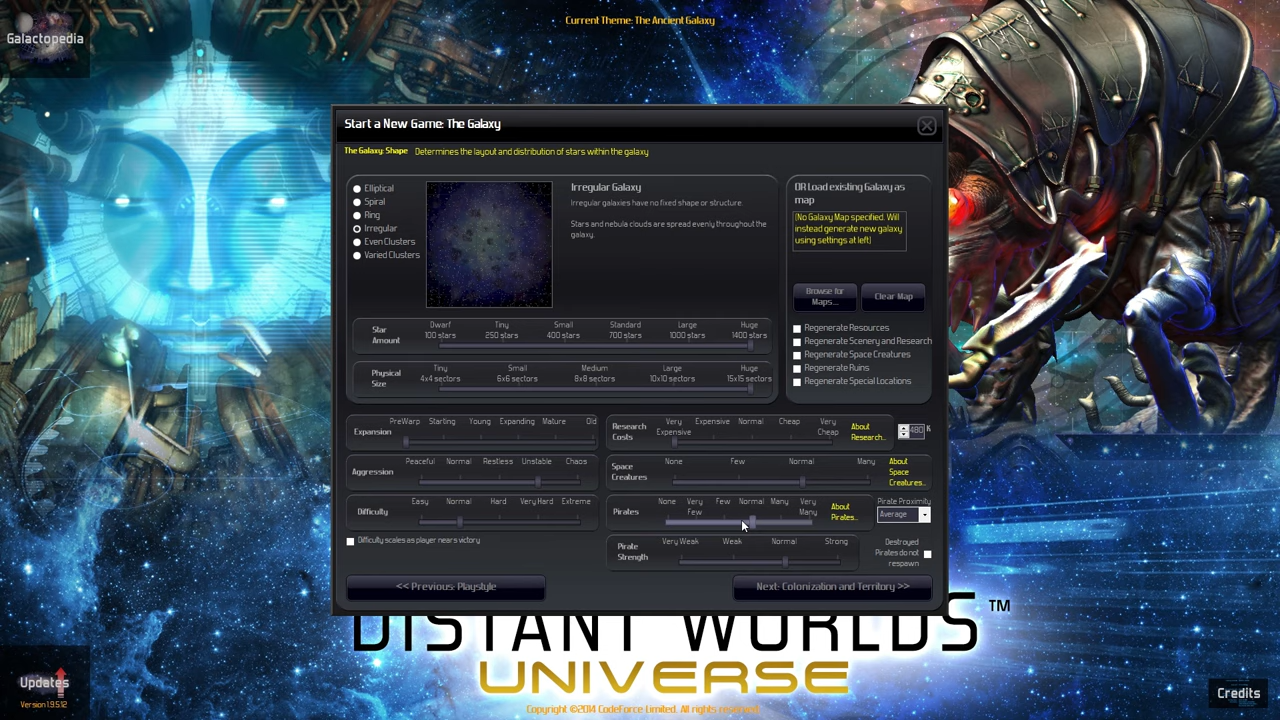 Current Theme: The Ancient Galaxy
Galactopedia
Start a New Game: The Galaxy
The Galaxy: Shape Determines the layout and distribution of stars within the galaxy
Elliptical
Spiral
Ring
Irregular
Even Clusters
Varied Clusters
Irregular Galaxy
Irregular galaxies have no fixed shape or structure.
Stars and nebula clouds are spread evenly throughout the
galaxy.
OR Load existing Galaxy as
map
(No Galaxy Map specified. Will
instead generate new galaxy
using settings at left)
Browse for
Maps...
Clear Map
Regenerate Resources
Regenerate Scenery and Research
Regenerate Space Creatures
Regenerate Ruins
Regenerate Special Locations
Star
Amount
Dwarf Tiny Small Standard Large Huge
100 stars 250 stars 400 stars 700 stars 1000 stars 1400 stars
Physical
Size
Tiny Small Medium Large Huge
4x4 sectors 6x6 sectors 8x8 sectors 10x10 sectors 15x15 sectors
Expansion
PreWarp Starting Young Expanding Mature Old
Research
Costs
Very Expensive Normal Cheap Very
Expensive Cheap
About
Research...
480 K
Aggression
Peaceful Normal Restless Unstable Chaos
Space
Creatures
None Few Normal Many
About
Space
Creatures...
Difficulty
Easy Normal Hard Very Hard Extreme
Pirates
None Very Few Normal Many Very
Few Many
About
Pirates...
Pirate Proximity
Average
Difficulty scales as player nears victory
Pirate
Strength
Very Weak Weak Normal Strong
Destroyed
Pirates do not
respawn
<< Previous: Playstyle
Next: Colonization and Territory >>
DISTANT WORLDS™
UNIVERSE
Updates
Version 1.9.5.12
Credits
Copyright ©2014 CodeForce Limited. All rights reserved.